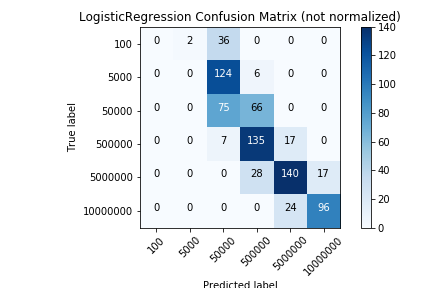 LogisticRegression Confusion Matrix (not normalized)
100 0 2 36 0 0 0
5000 0 0 124 6 0 0
50000 0 0 75 66 0 0
500000 0 0 7 135 17 0
5000000 0 0 0 28 140 17
10000000 0 0 0 0 24 96
True label
100 5000 50000 500000 5000000 10000000
Predicted label
140
120
100
80
60
40
20
0